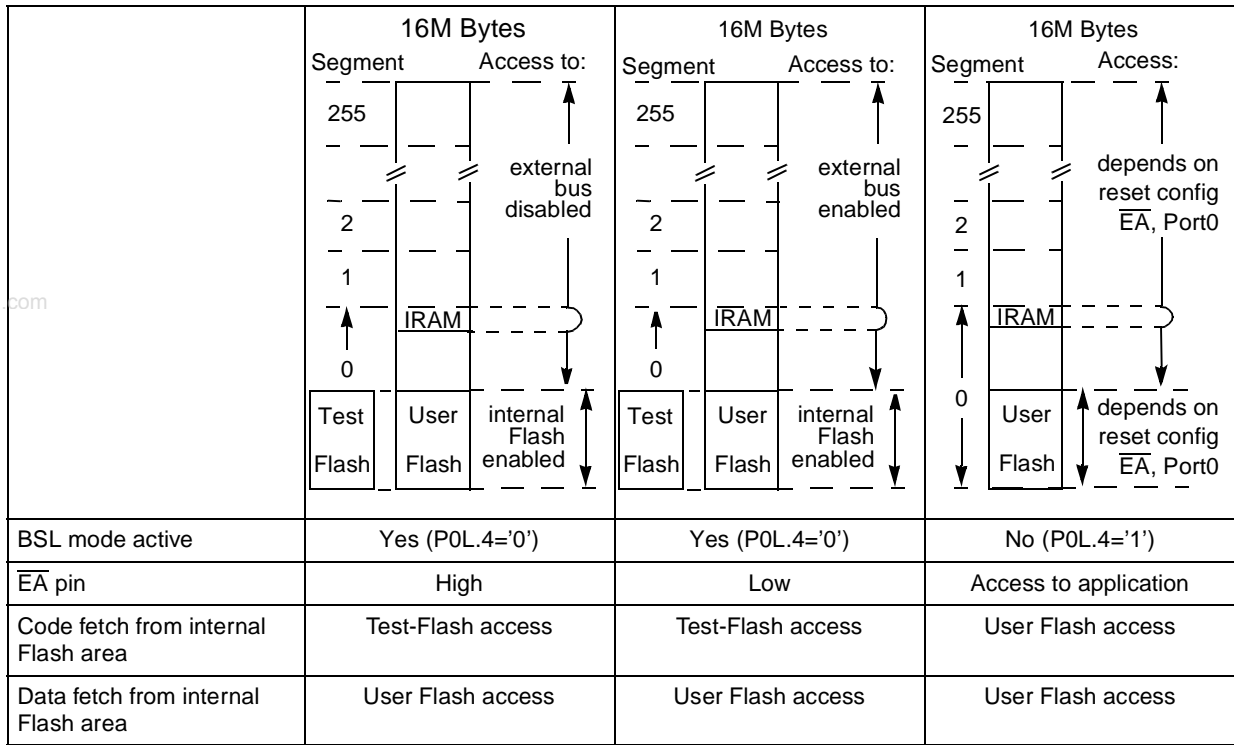 16M Bytes
Segment Access to:
255
external
bus
disabled
2
1
IRAM
0
Test User internal
Flash
Flash Flash enabled
16M Bytes
Segment Access to:
255
external
bus
enabled
2
1
IRAM
0
Test User internal
Flash
Flash Flash enabled
16M Bytes
Segment Access:
255
depends on
reset config
EA, Port0
2
1
IRAM
0
User depends on
reset config
Flash EA, Port0
.com
BSL mode active Yes (P0L.4='0') Yes (P0L.4='0') No (P0L.4='1')
EA pin High Low Access to application
Code fetch from internal Test-Flash access Test-Flash access User Flash access
Flash area
Data fetch from internal User Flash access User Flash access User Flash access
Flash area